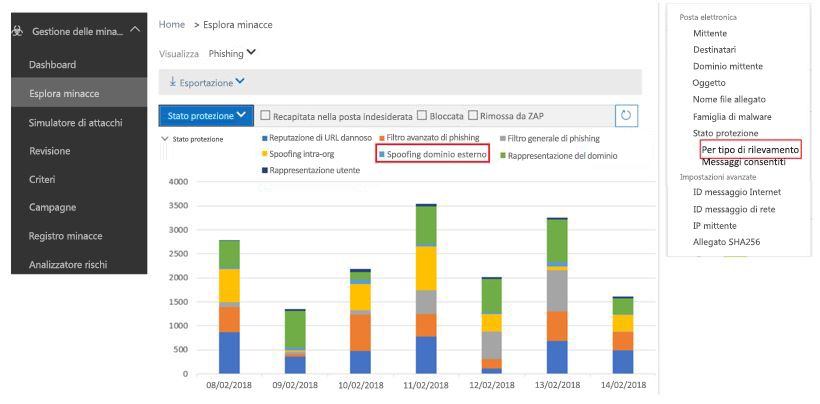 Gestione delle mina...
Dashboard
Esplora minacce
Simulatore di attacchi
Revisione
Criteri
Campagne
Registro minacce
Analizzatore rischi
Home > Esplora minacce
Visualizza Phishing
Esportazione
Stato protezione
Recapitata nella posta indesiderata
Bloccata
Rimossa da ZAP
Stato protezione
Reputazione di URL dannoso
Filtro avanzato di phishing
Filtro generale di phishing
Spoofing intra-org
Spoofing dominio esterno
Rappresentazione del dominio
Rappresentazione utente
4000
3500
3000
2500
2000
1500
1000
500
0
08/02/2018
09/02/2018
10/02/2018
11/02/2018
12/02/2018
13/02/2018
14/02/2018
Posta elettronica
Mittente
Destinatari
Dominio mittente
Oggetto
Nome file allegato
Famiglia di malware
Stato protezione
Per tipo di rilevamento
Messaggi consentiti
Impostazioni avanzate
ID messaggio Internet
ID messaggio di rete
IP mittente
Allegato SHA256